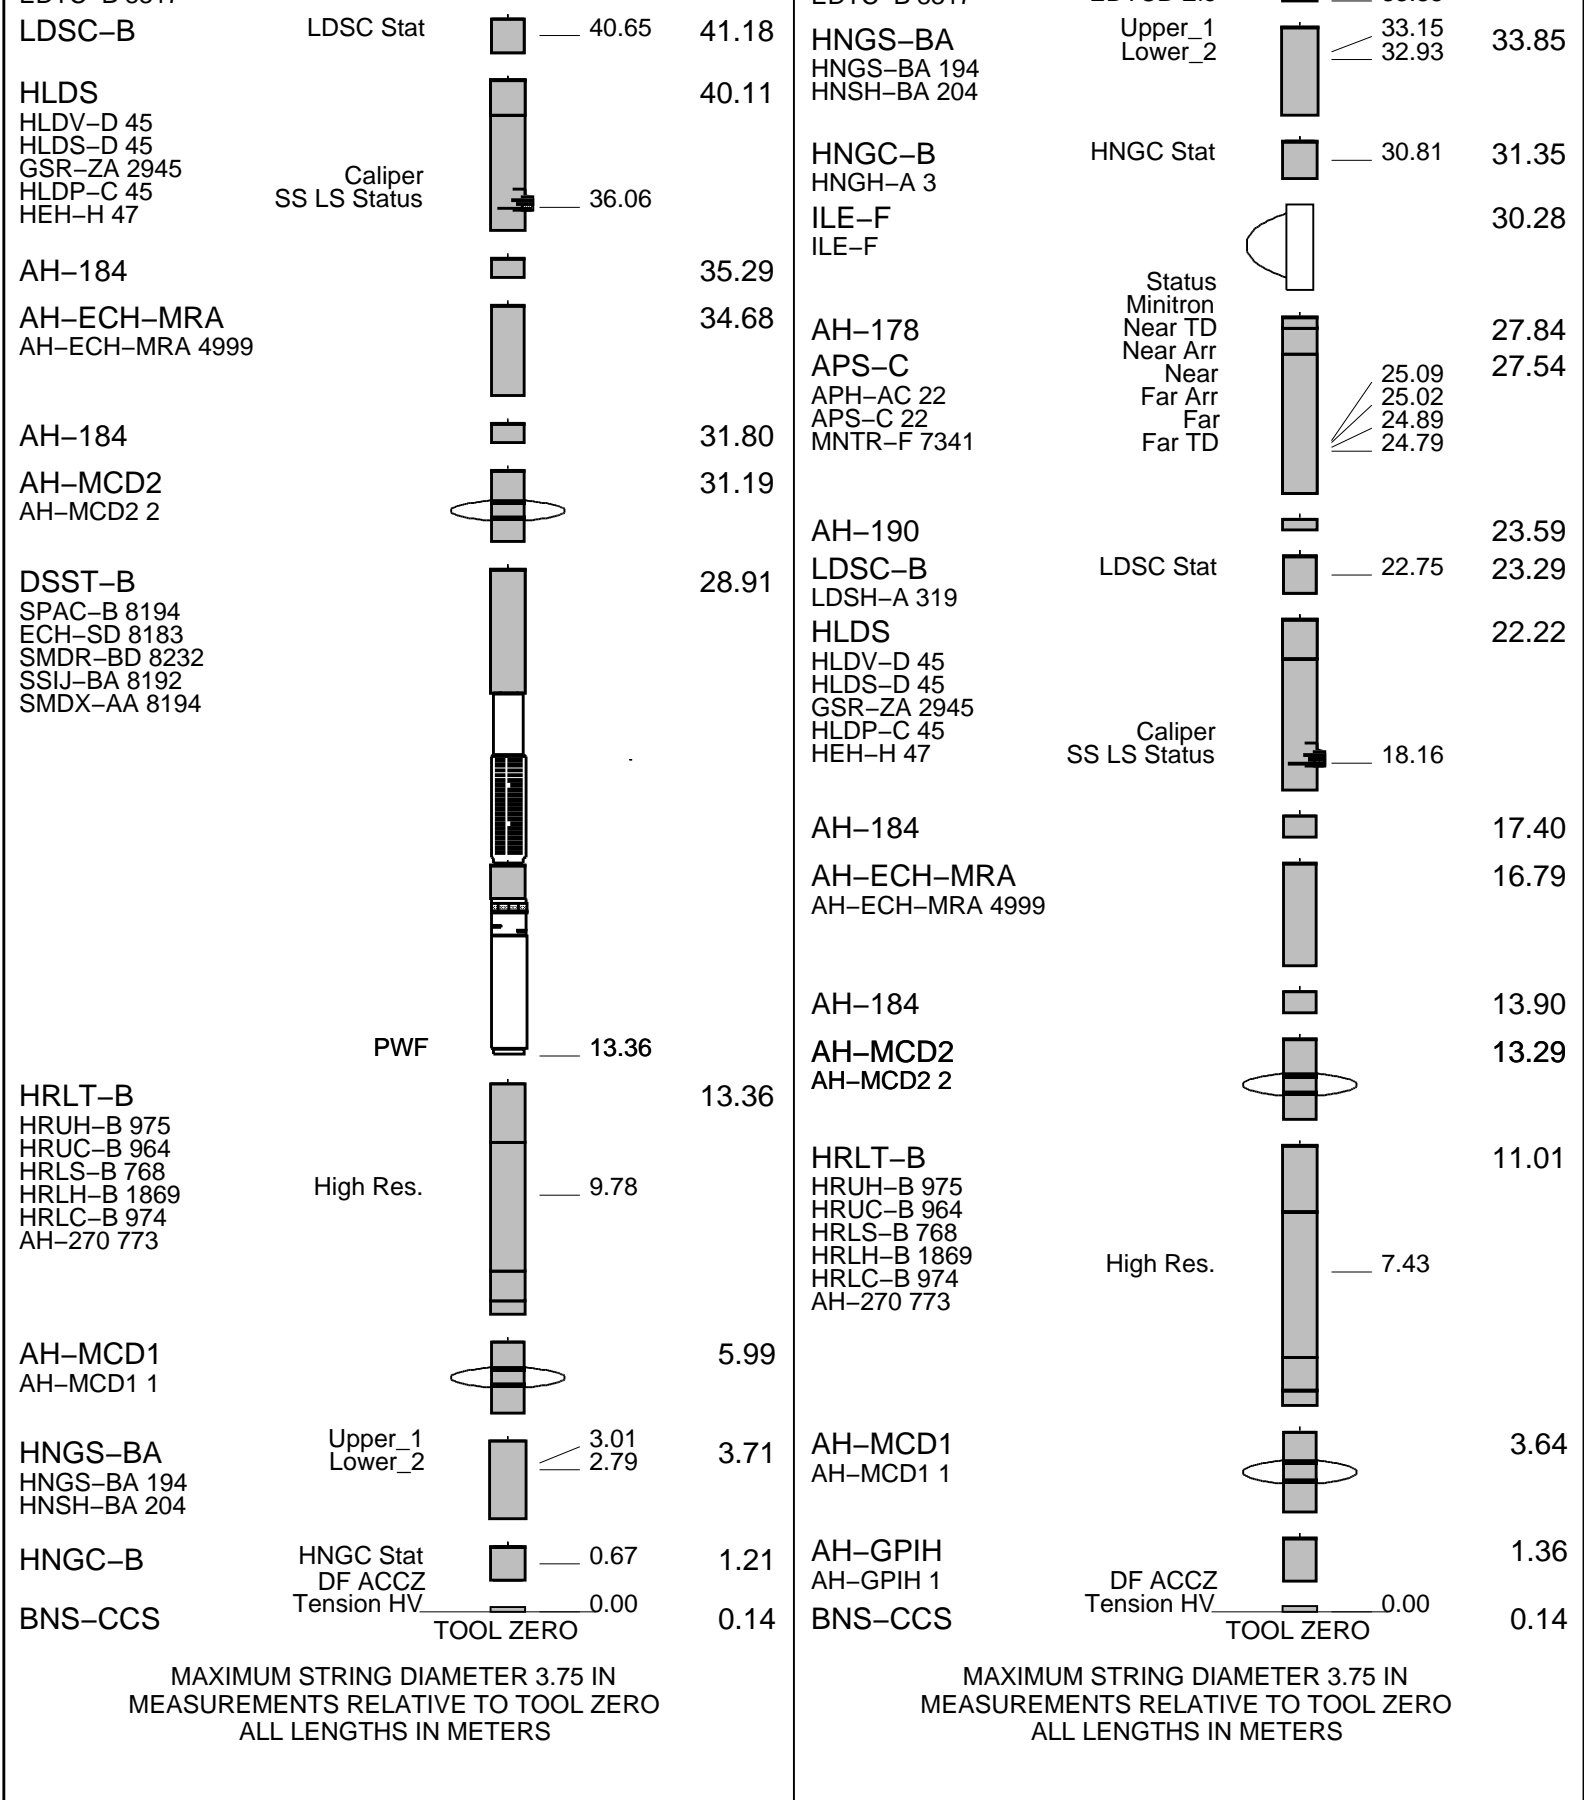 LDSC−B LDSC Stat 40.65 41.18
HLDS 40.11
HLDV−D 45
HLDS−D 45
GSR−ZA 2945
Caliper
HLDP−C 45
SS LS Status 36.06
HEH−H 47
AH−184 35.29
AH−ECH−MRA 34.68
AH−ECH−MRA 4999
AH−184 31.80
AH−MCD2 31.19
AH−MCD2 2
DSST−B 28.91
SPAC−B 8194
ECH−SD 8183
SMDR−BD 8232
SSIJ−BA 8192
SMDX−AA 8194
PWF 13.36
HRLT−B 13.36
HRUH−B 975
HRUC−B 964
HRLS−B 768
HRLH−B 1869 High Res. 9.78
HRLC−B 974
AH−270 773
AH−MCD1 5.99
AH−MCD1 1
Upper_1 3.01
HNGS−BA Lower_2 2.79 3.71
HNGS−BA 194
HNSH−BA 204
HNGC−B HNGC Stat 0.67 1.21
DF ACCZ
Tension HV 0.00
BNS−CCS 0.14
TOOL ZERO
MAXIMUM STRING DIAMETER 3.75 IN
MEASUREMENTS RELATIVE TO TOOL ZERO
ALL LENGTHS IN METERS
Upper_1 33.15
HNGS−BA Lower_2 32.93 33.85
HNGS−BA 194
HNSH−BA 204
HNGC−B HNGC Stat 30.81 31.35
HNGH−A 3
ILE−F 30.28
ILE−F
Status
Minitron
AH−178 Near TD 27.84
Near Arr
APS−C Near 25.09 27.54
APH−AC 22 Far Arr 25.02
APS−C 22 Far 24.89
MNTR−F 7341 Far TD 24.79
AH−190 23.59
LDSC−B LDSC Stat 22.75 23.29
LDSH−A 319
HLDS 22.22
HLDV−D 45
HLDS−D 45
GSR−ZA 2945
HLDP−C 45 Caliper
HEH−H 47 SS LS Status 18.16
AH−184 17.40
AH−ECH−MRA 16.79
AH−ECH−MRA 4999
AH−184 13.90
AH−MCD2 13.29
AH−MCD2 2
HRLT−B 11.01
HRUH−B 975
HRUC−B 964
HRLS−B 768
HRLH−B 1869 High Res. 7.43
HRLC−B 974
AH−270 773
AH−MCD1 3.64
AH−MCD1 1
AH−GPIH 1.36
AH−GPIH 1 DF ACCZ
Tension HV 0.00
BNS−CCS 0.14
TOOL ZERO
MAXIMUM STRING DIAMETER 3.75 IN
MEASUREMENTS RELATIVE TO TOOL ZERO
ALL LENGTHS IN METERS